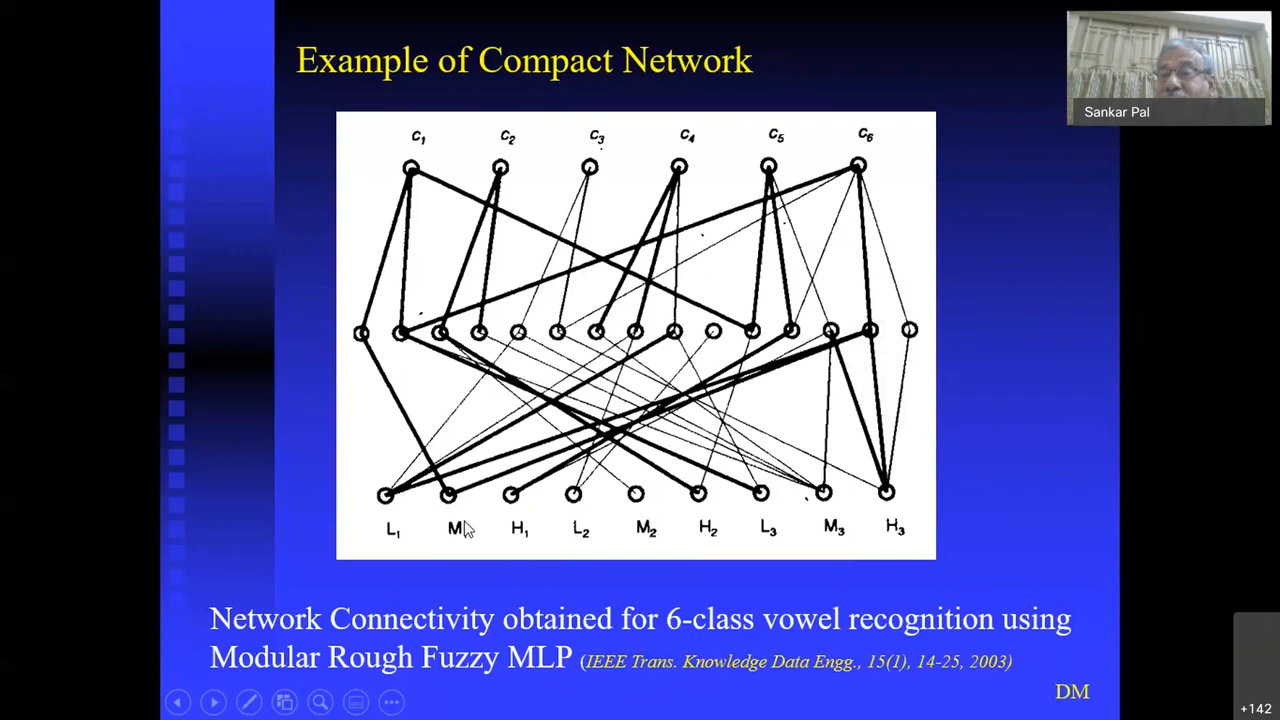 Example of Compact Network
Sankar Pal
C1 C2 C3 C4 C5 C6
L1 M H1 L2 M2 H2 L3 M3 H3
Network Connectivity obtained for 6-class vowel recognition using
Modular Rough Fuzzy MLP (IEEE Trans. Knowledge Data Engg., 15(1), 14-25, 2003)
DM
+142